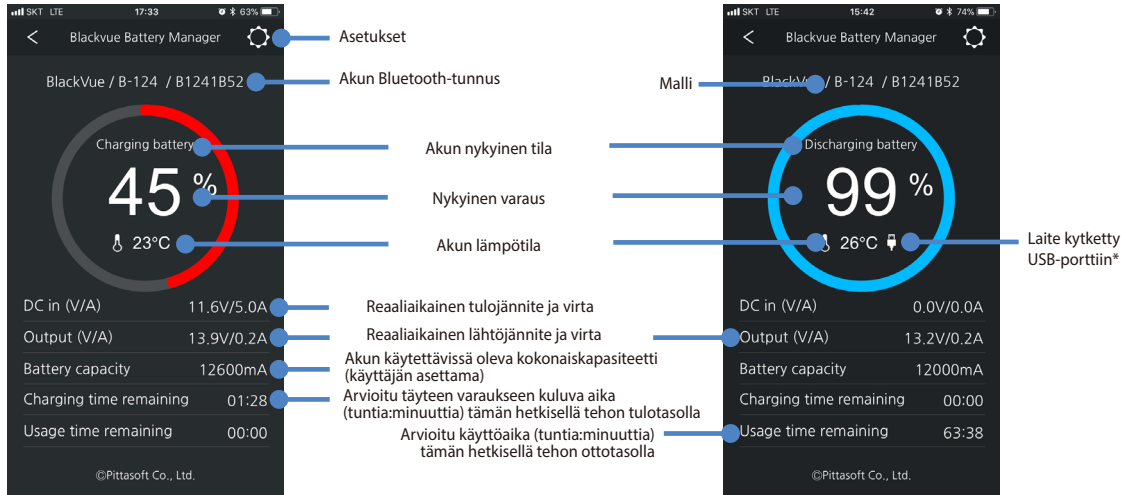 SKT LTE 17:33 63%
Blackvue Battery Manager
BlackVue / B-124 / B1241B52
Charging battery
45 %
23°C
DC in (V/A) 11.6V/5.0A
Output (V/A) 13.9V/0.2A
Battery capacity 12600mA
Charging time remaining 01:28
Usage time remaining 00:00
©Pittasoft Co., Ltd.
Asetukset
Akun Bluetooth-tunnus
Malli
Akun nykyinen tila
Nykyinen varaus
Akun lämpötila
Reaaliaikainen tulojännite ja virta
Reaaliaikainen lähtöjännite ja virta
Akun käytettävissä oleva kokonaiskapasiteetti
(käyttäjän asettama)
Arvioitu täyteen varaukseen kuluva aika
(tuntia:minuuttia) tämän hetkisellä tehon tulotasolla
Arvioitu käyttöaika (tuntia:minuuttia)
tämän hetkisellä tehon ottotasolla
SKT LTE 15:42 74%
Blackvue Battery Manager
BlackVue / B-124 / B1241B52
Discharging battery
99 %
26°C
DC in (V/A) 0.0V/0.0A
Output (V/A) 13.2V/0.2A
Battery capacity 12000mA
Charging time remaining 00:00
Usage time remaining 63:38
©Pittasoft Co., Ltd.
Laite kytketty
USB-porttiin*